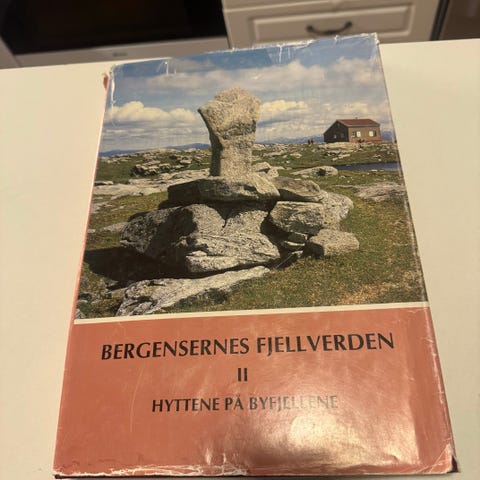 BERGENSERNES FJELLVERDEN
II
HYTTENE PÅ BYFJELLENE